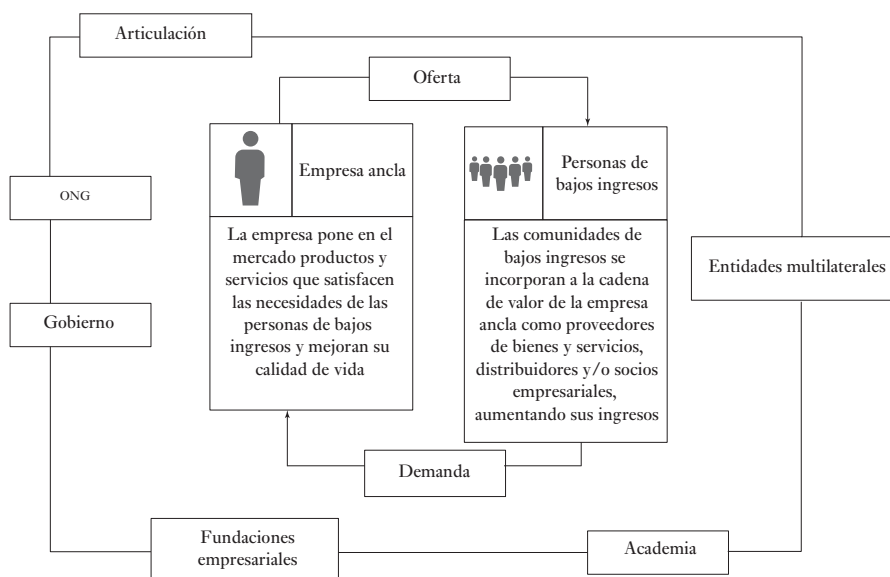 Articulación
Oferta
Empresa ancla
Personas de
bajos ingresos
ONG
La empresa pone en el
mercado productos y
servicios que satisfacen
las necesidades de las
personas de bajos
ingresos y mejoran su
calidad de vida
Las comunidades de
bajos ingresos se
incorporan a la cadena
de valor de la empresa
ancla como proveedores
de bienes y servicios,
distribuidores y/o socios
empresariales,
aumentando sus ingresos
Entidades multilaterales
Gobierno
Demanda
Fundaciones
empresariales
Academia